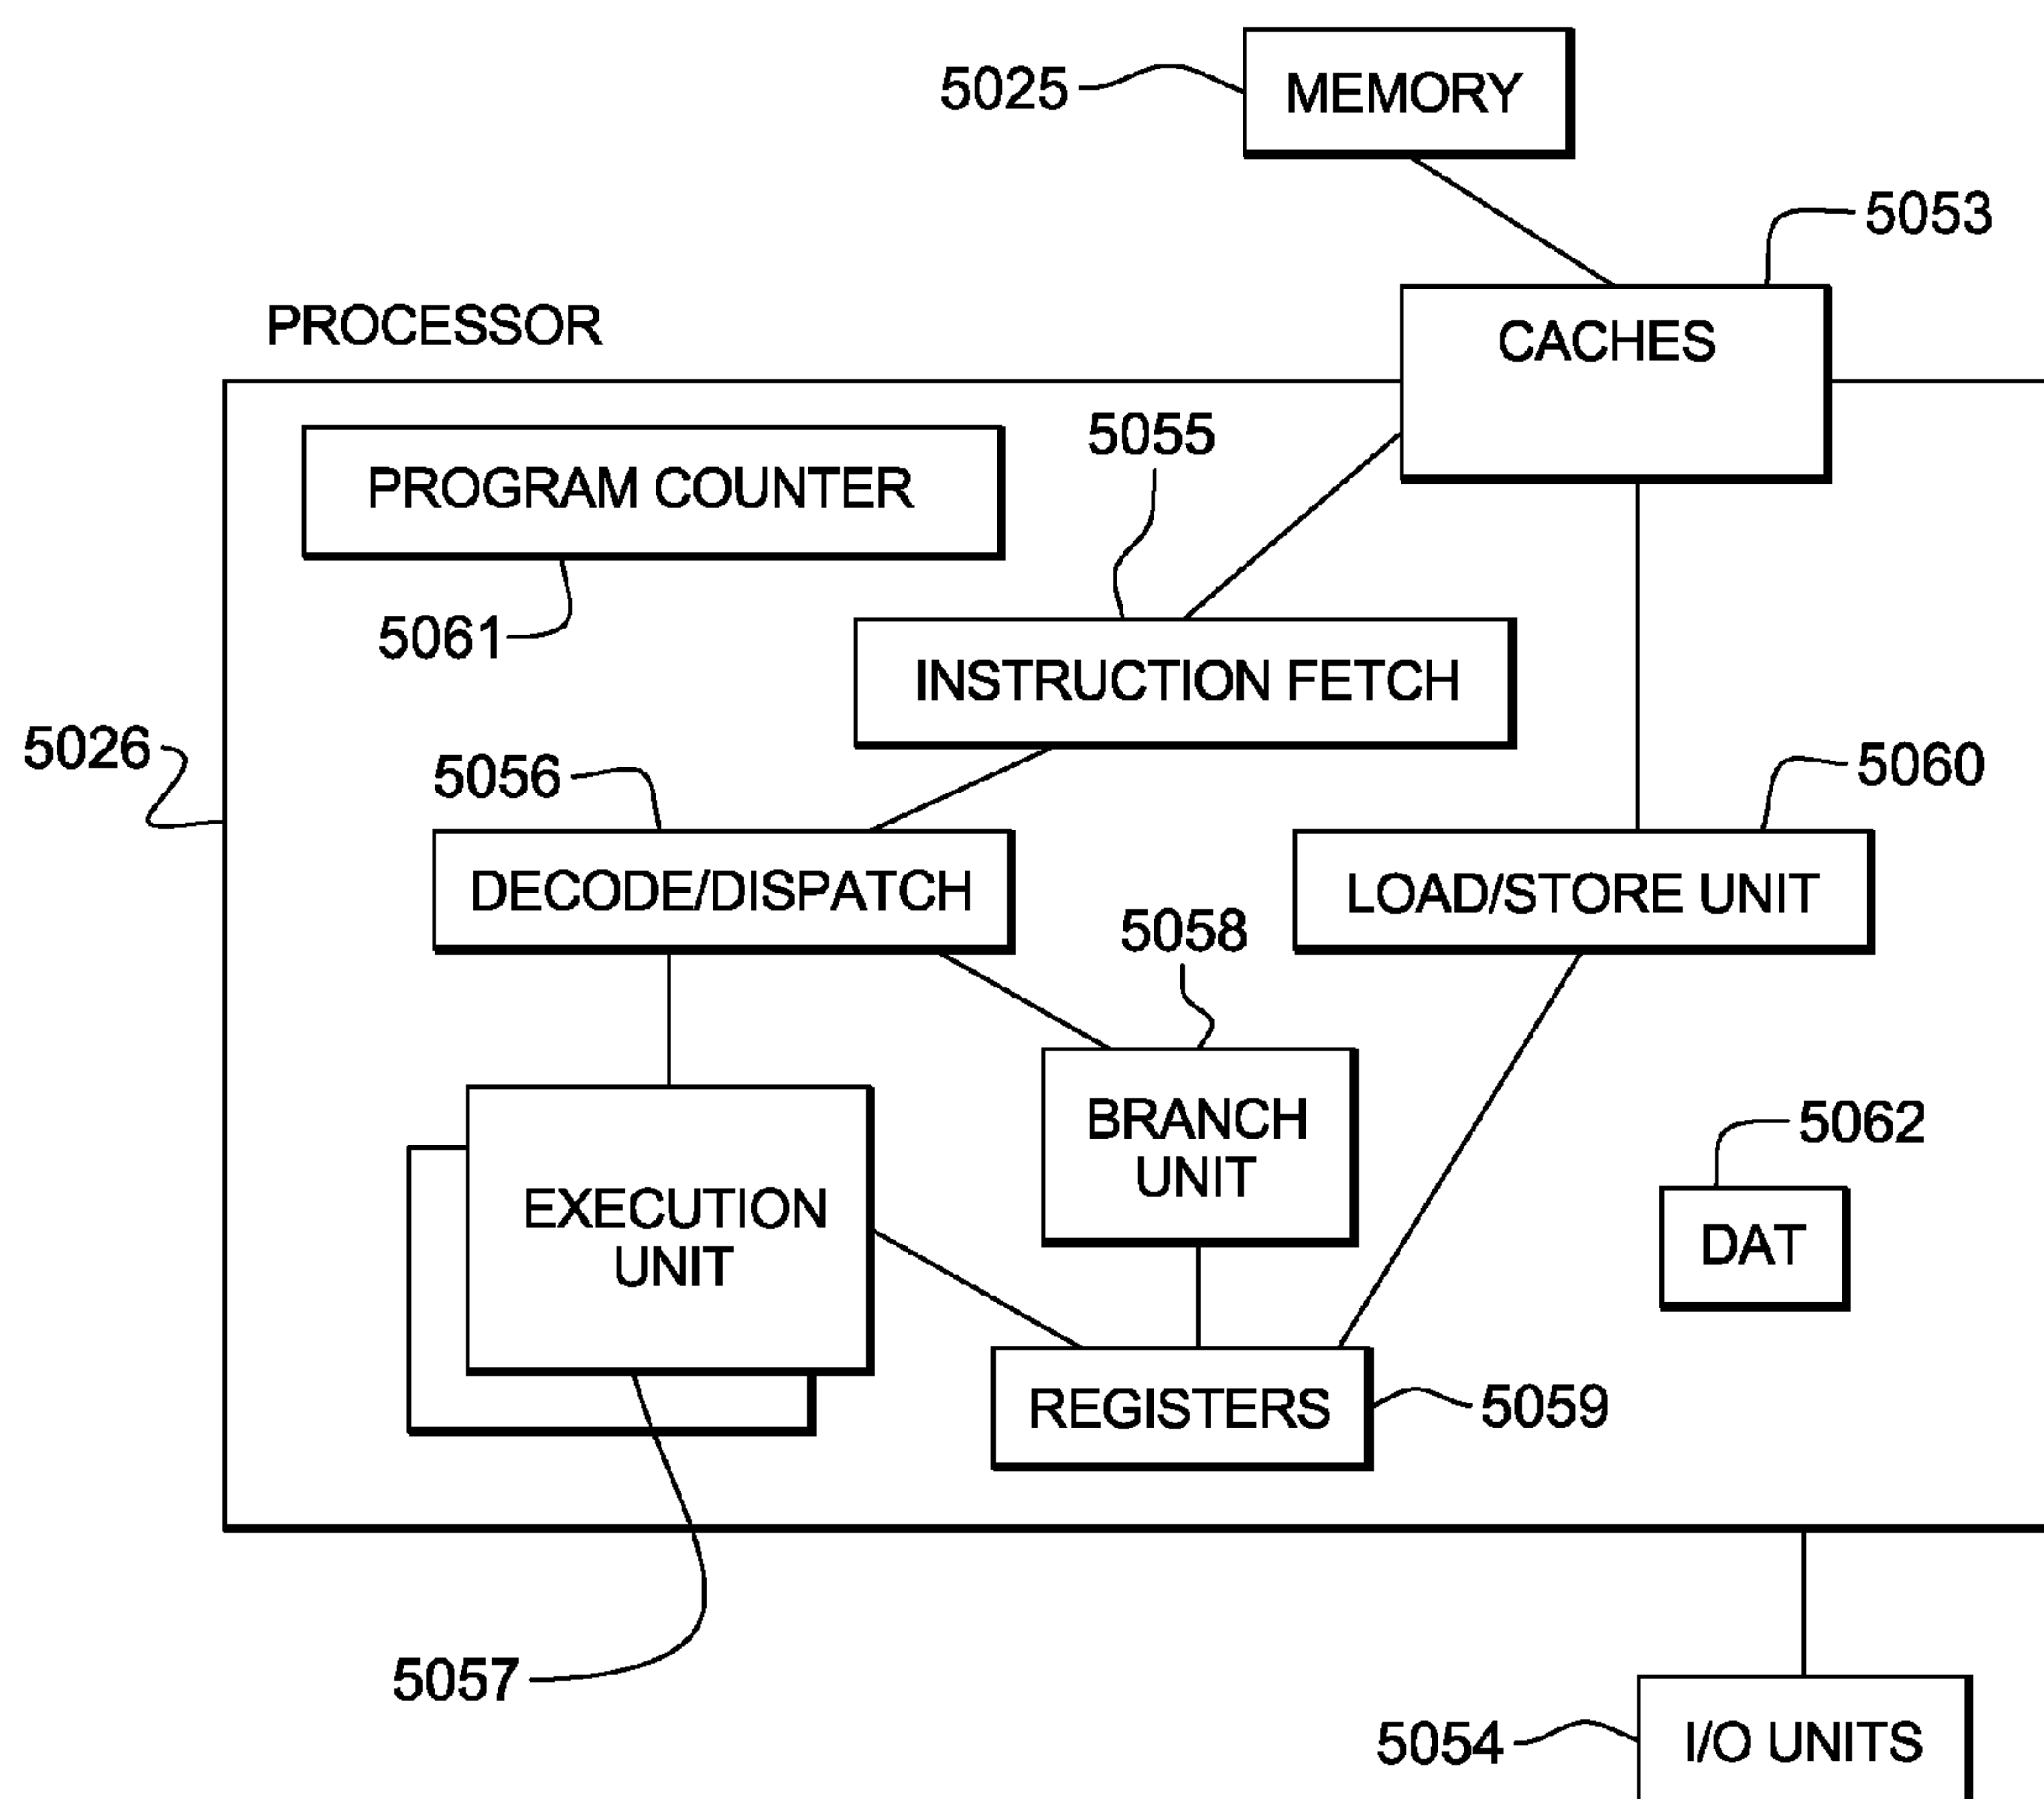 MEMORY
5025
5053
CACHES
PROCESSOR
5055
PROGRAM COUNTER
5061
INSTRUCTION FETCH
5026
5056
5060
DECODE/DISPATCH
LOAD/STORE UNIT
5058
BRANCH
UNIT
5062
EXECUTION
UNIT
DAT
REGISTERS
5059
5057
5054
I/O UNITS